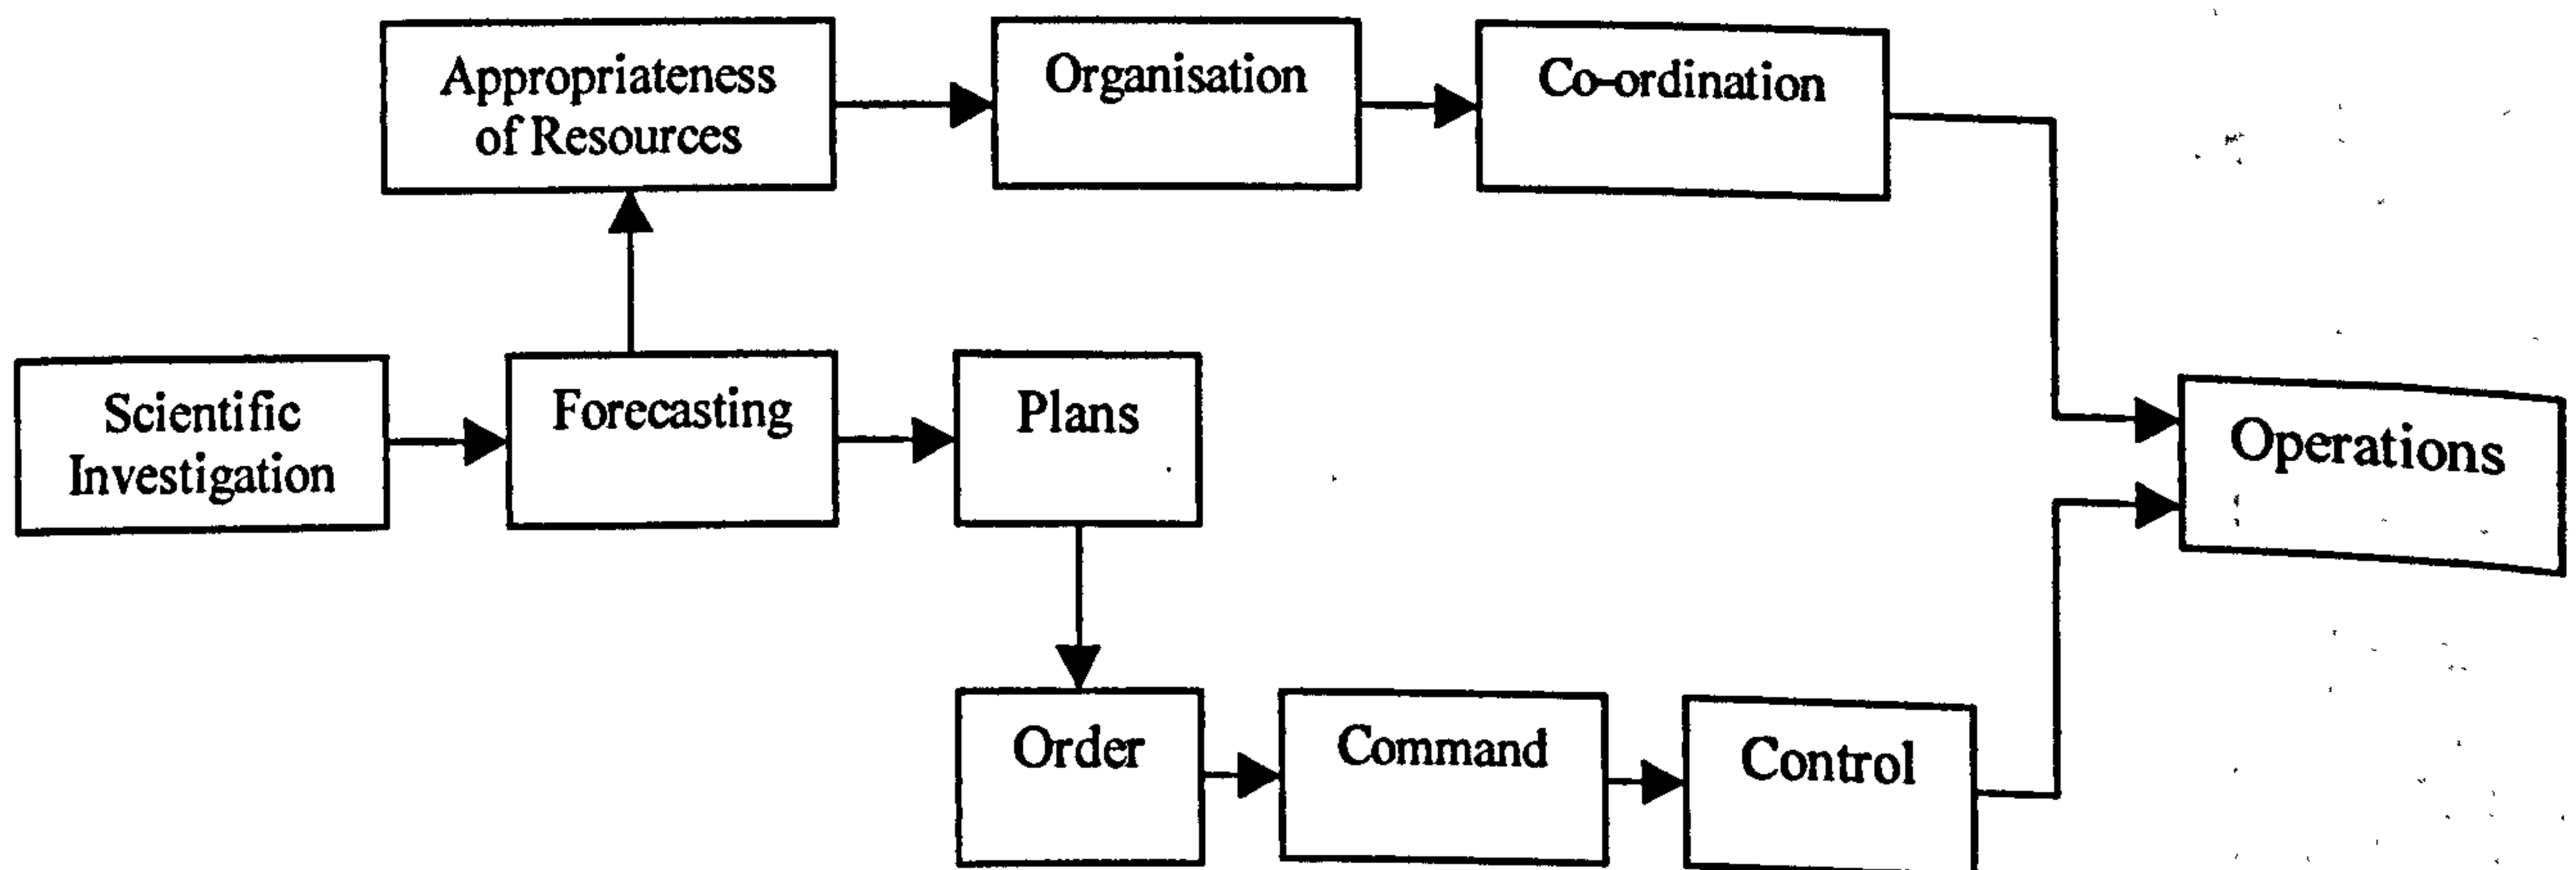 Appropriateness
of Resources
Organisation
Co-ordination
Scientific
Investigation
Forecasting
Plans
Operations
Order
Command
Control